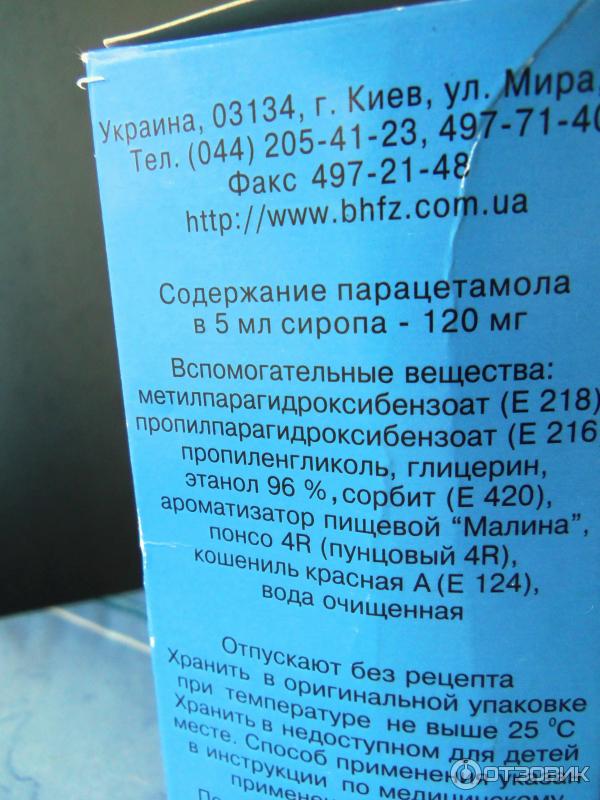 Украина, 03134, г. Киев, ул. Мира,
Тел. (044) 205-41-23, 497-71-40
Факс 497-21-48
http://www.bhfz.com.ua
Содержание парацетамола
в 5 мл сиропа - 120 мг
Вспомогательные вещества:
метилпарагидроксибензоат (Е 218)
пропилпарагидроксибензоат (Е 216
пропиленгликоль, глицерин,
этанол 96 %, сорбит (Е 420),
ароматизатор пищевой “Малина”,
понсо 4R (пунцовый 4R),
кошениль красная А (Е 124),
вода очищенная
Отпускают без рецепта
Хранить в оригинальной упаковке
при температуре не выше 25 °С
Хранить в недоступном для детей
месте. Способ применения указан
в инструкции по медицинскому
ОТЗОВИК